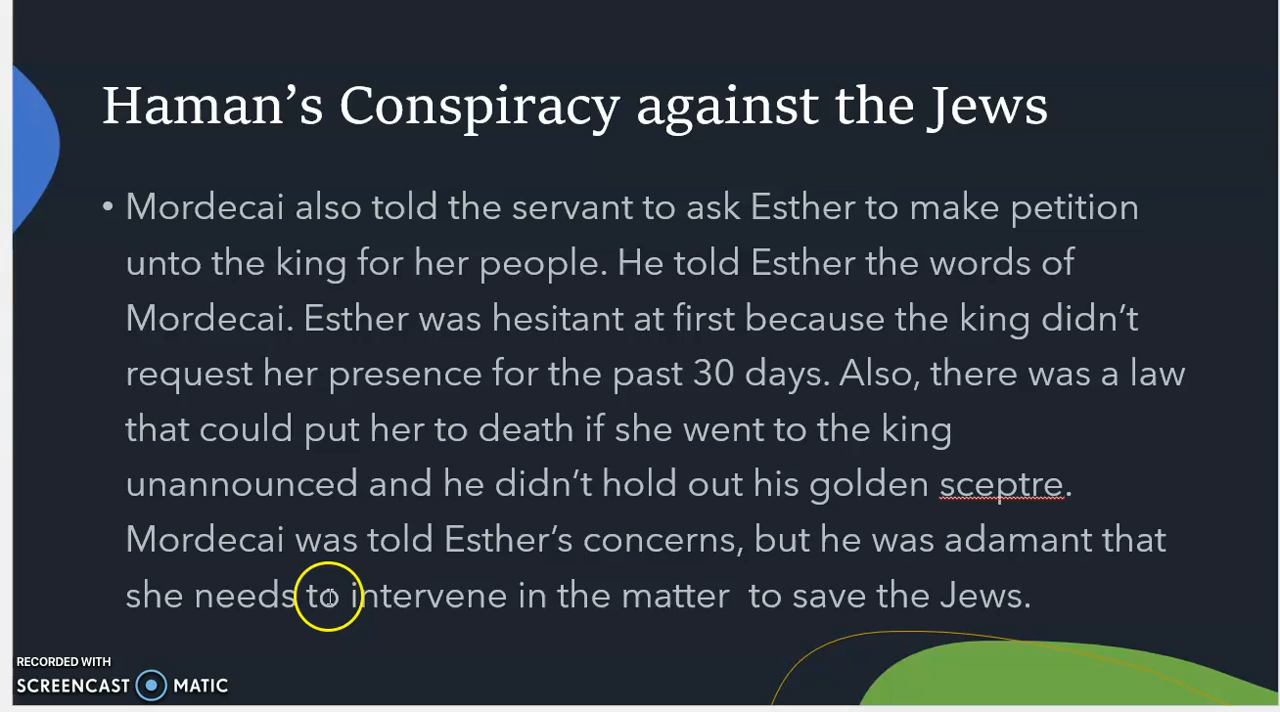 Haman’s Conspiracy against the Jews
• Mordecai also told the servant to ask Esther to make petition
unto the king for her people. He told Esther the words of
Mordecai. Esther was hesitant at first because the king didn’t
request her presence for the past 30 days. Also, there was a law
that could put her to death if she went to the king
unannounced and he didn’t hold out his golden sceptre.
Mordecai was told Esther’s concerns, but he was adamant that
she needs to intervene in the matter  to save the Jews.
RECORDED WITH
SCREENCAST MATIC